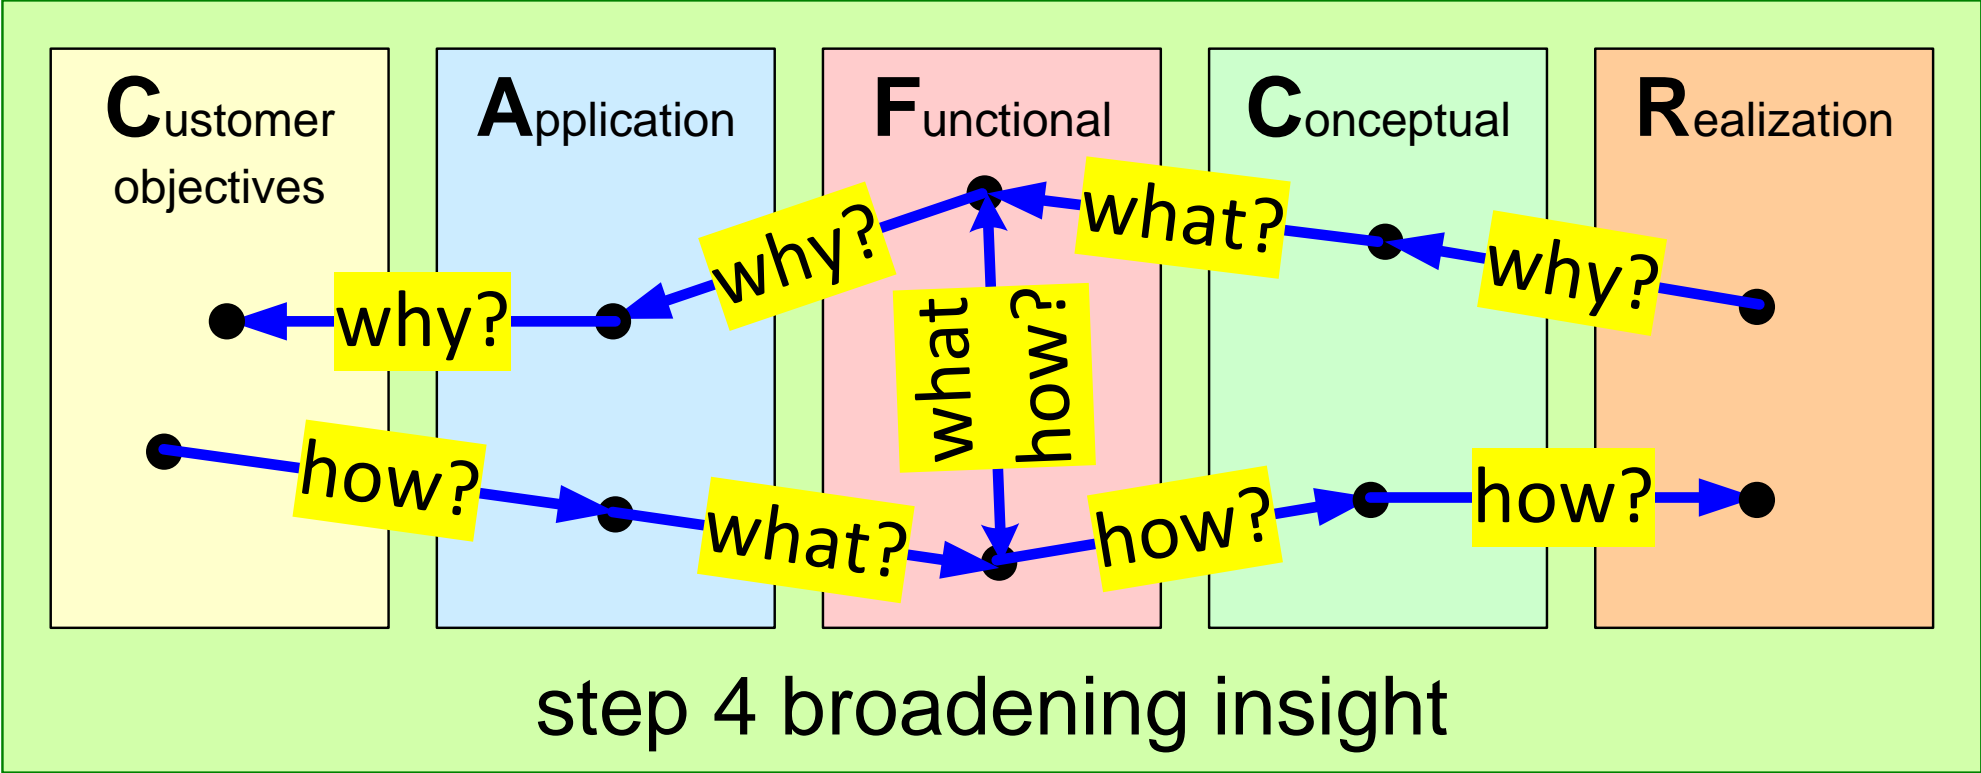 Customer
objectives
Application
Functional
Conceptual
Realization
why?
why?
what?
why?
what
how?
how?
what?
how?
how?
step 4 broadening insight